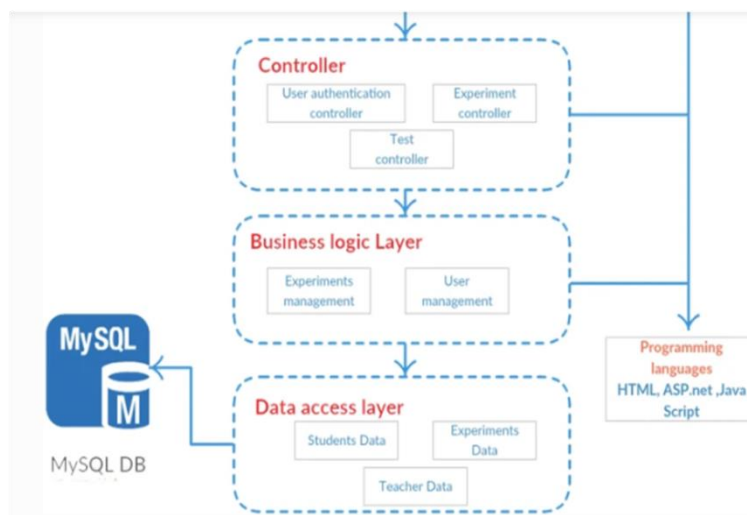 Controller
User authentication
controller
Experiment
controller
Test
controller
Business logic Layer
Experiments
management
User
management
MySQL
M
MySQL DB
Data access layer
Students Data
Experiments
Data
Teacher Data
Programming
languages
HTML, ASP.net ,Java
Script